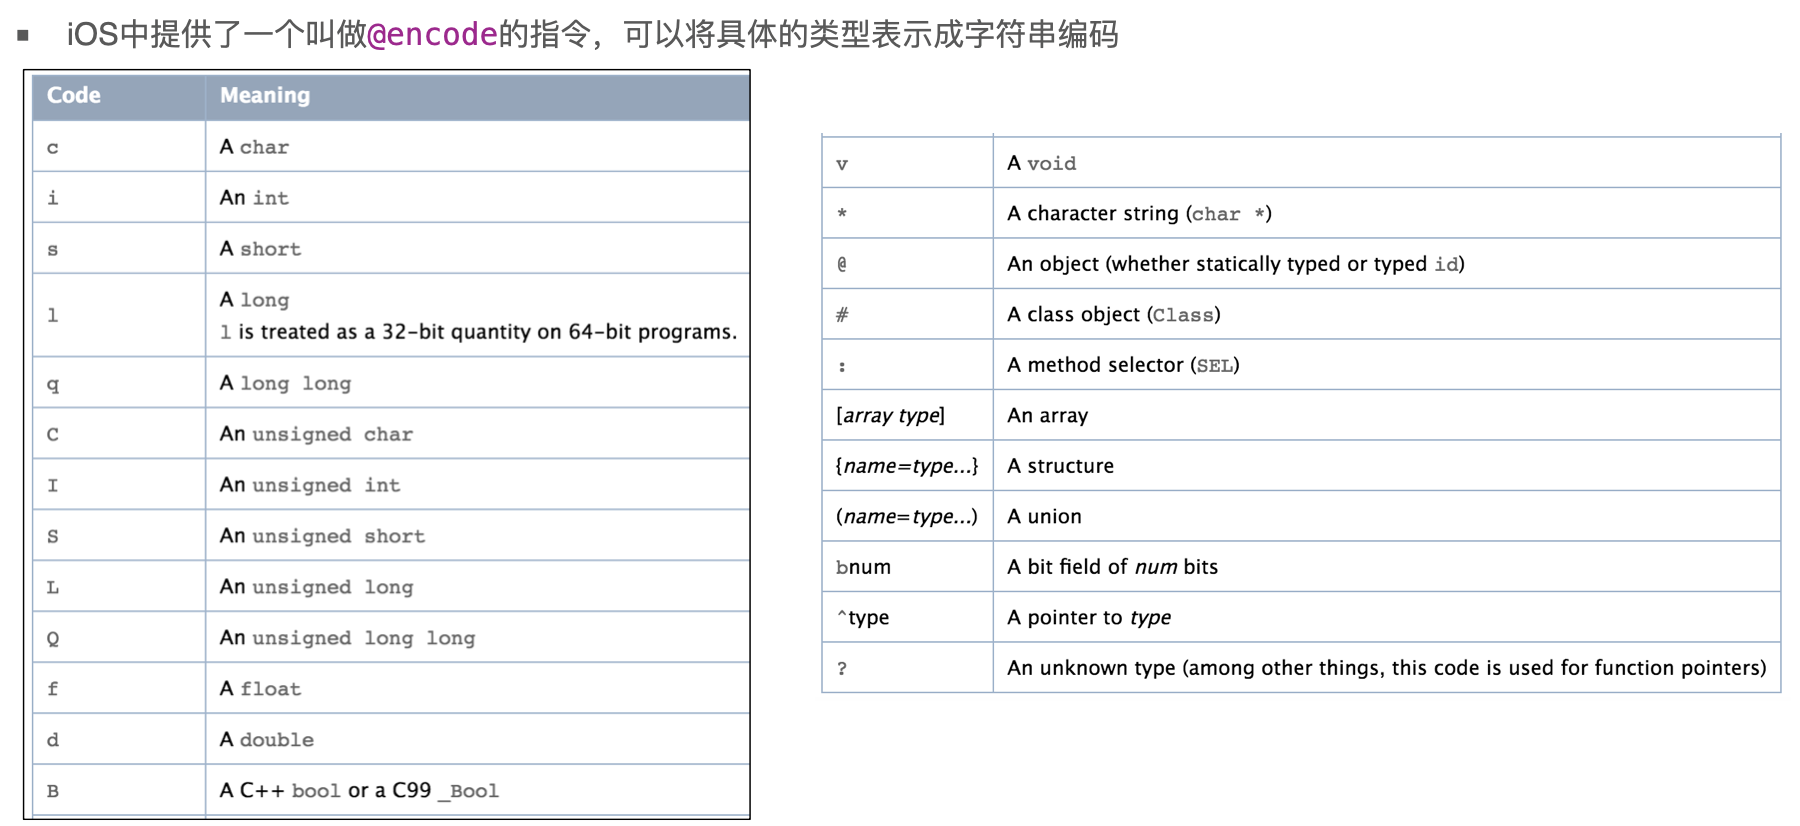 ▪ iOS中提供了一个叫做@encode的指令，可以将具体的类型表示成字符串编码
Code Meaning
c A char
i An int
s A short
l A long
l is treated as a 32-bit quantity on 64-bit programs.
q A long long
C An unsigned char
I An unsigned int
S An unsigned short
L An unsigned long
Q An unsigned long long
f A float
d A double
B A C++ bool or a C99 _Bool
v A void
* A character string (char *)
@ An object (whether statically typed or typed id)
# A class object (Class)
: A method selector (SEL)
[array type] An array
{name=type...} A structure
(name=type...) A union
bnum A bit field of num bits
^type A pointer to type
? An unknown type (among other things, this code is used for function pointers)